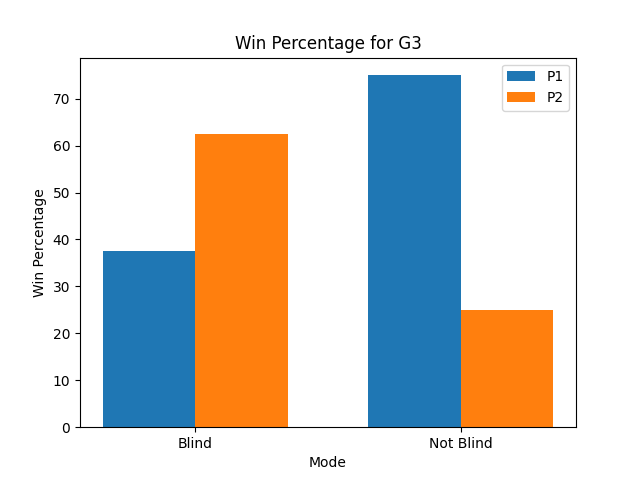 Win Percentage for G3
P1
P2
70
60
50
40
30
20
10
0
Win Percentage
Blind
Not Blind
Mode